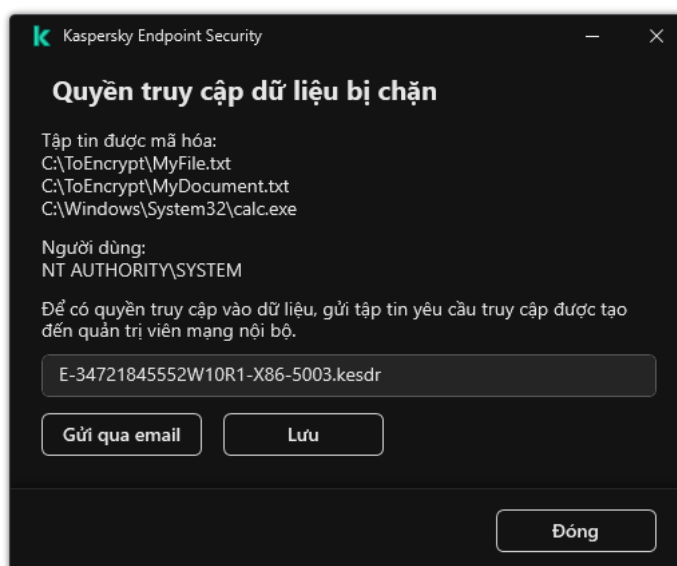 Kaspersky Endpoint Security
Quyền truy cập dữ liệu bị chặn
Tập tin được mã hóa:
C:\ToEncrypt\MyFile.txt
C:\ToEncrypt\MyDocument.txt
C:\Windows\System32\calc.exe
Người dùng:
NT AUTHORITY\SYSTEM
Để có quyền truy cập vào dữ liệu, gửi tập tin yêu cầu truy cập được tạo
đến quản trị viên mạng nội bộ.
E-34721845552W10R1-X86-5003.kesdr
Gửi qua email
Lưu
Đóng